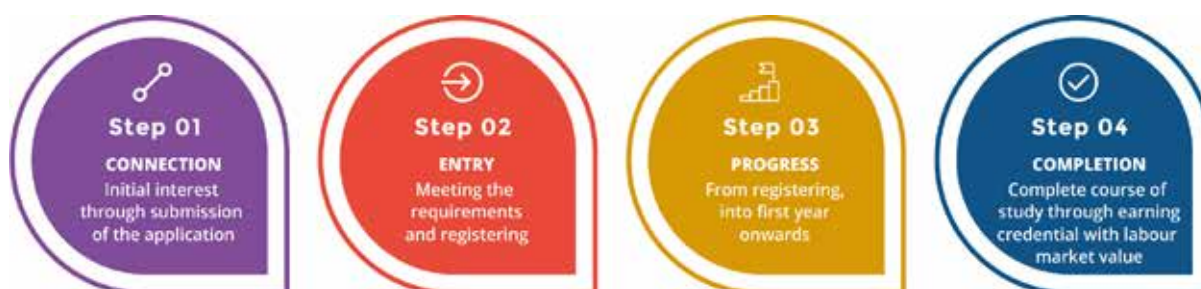 Step 01
CONNECTION
Initial interest
through submission
of the application
Step 02
ENTRY
Meeting the
requirements
and registering
Step 03
PROGRESS
From registering,
into first year
onwards
Step 04
COMPLETION
Complete course of
study through earning
credential with labour
market value